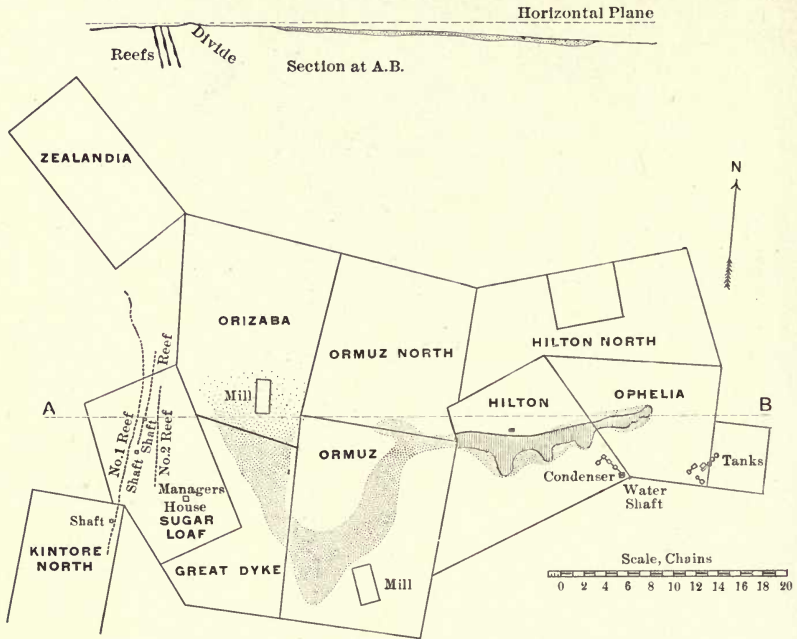 Horizontal Plane
Divide
Reefs
Section at A.B.
ZEALANDIA
N
ORIZABA
HILTON NORTH
ORMUZ NORTH
Reef
Mill
HILTON
OPHELIA
A
B
No.1 Reef
Shaft
Shaft
No.2 Reef
ORMUZ
Condenser
Tanks
Managers
House
Water
Shaft
Shaft
SUGAR
LOAF
KINTORE
NORTH
GREAT DYKE
Mill
Scale, Chains
0 2 4 6 8 10 12 14 16 18 20